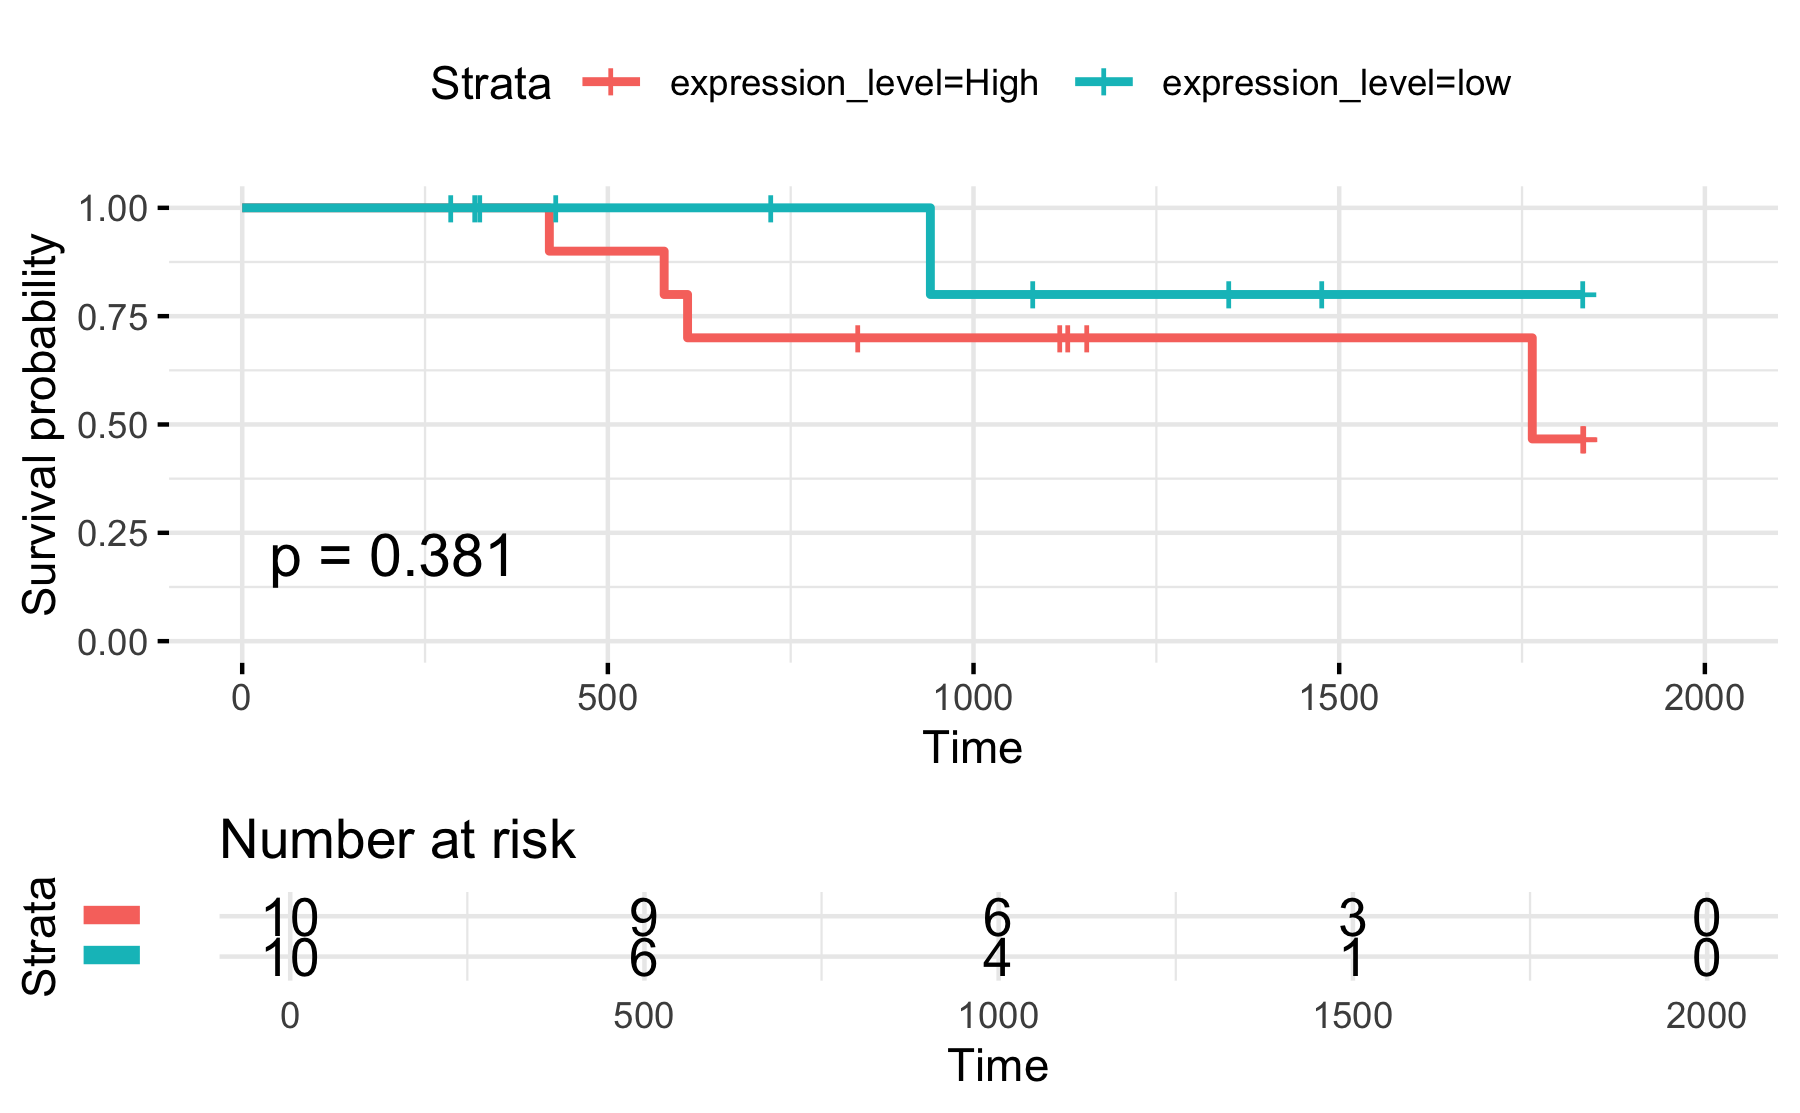 Strata expression_level=High expression_level=low
Survival probability
1.00
0.75
0.50
0.25
0.00
p = 0.381
0 500 1000 1500 2000
Time
Number at risk
Strata
10 9 6 3 0
10 6 4 1 0
0 500 1000 1500 2000
Time